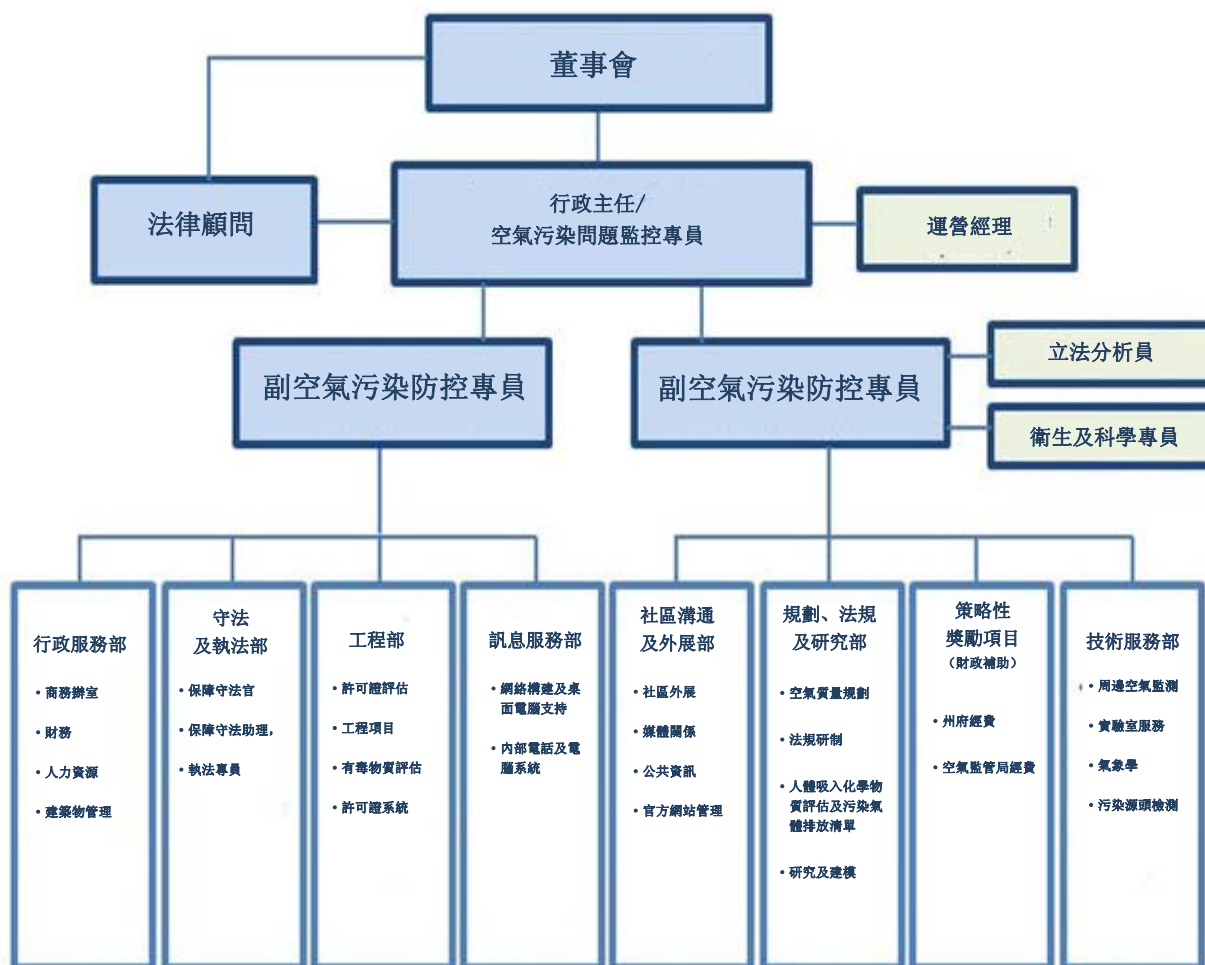 董事會
法律顧問
行政主任/
空氣污染問題監控專員
運營經理
副空氣污染防控專員
副空氣污染防控專員
立法分析員
衛生及科學專員
行政服務部
• 商務辦室
• 財務
• 人力資源
• 建築物管理
守法
及執法部
• 保障守法官
• 保障守法助理,
• 執法專員
工程部
• 許可證評估
• 工程項目
• 有毒物質評估
• 許可證系統
訊息服務部
• 網絡構建及桌
面電腦支持
• 內部電話及電
腦系統
社區溝通
及外展部
• 社區外展
• 媒體關係
• 公共資訊
• 官方網站管理
規劃、法規
及研究部
• 空氣質量規劃
• 法規研制
• 人體吸入化學物
質評估及污染氣
體排放清單
• 研究及建模
策略性
獎勵項目
（財政補助）
• 州府經費
• 空氣監管局經費
技術服務部
• 周邊空氣監測
• 實驗室服務
• 氣象學
• 污染源頭檢測